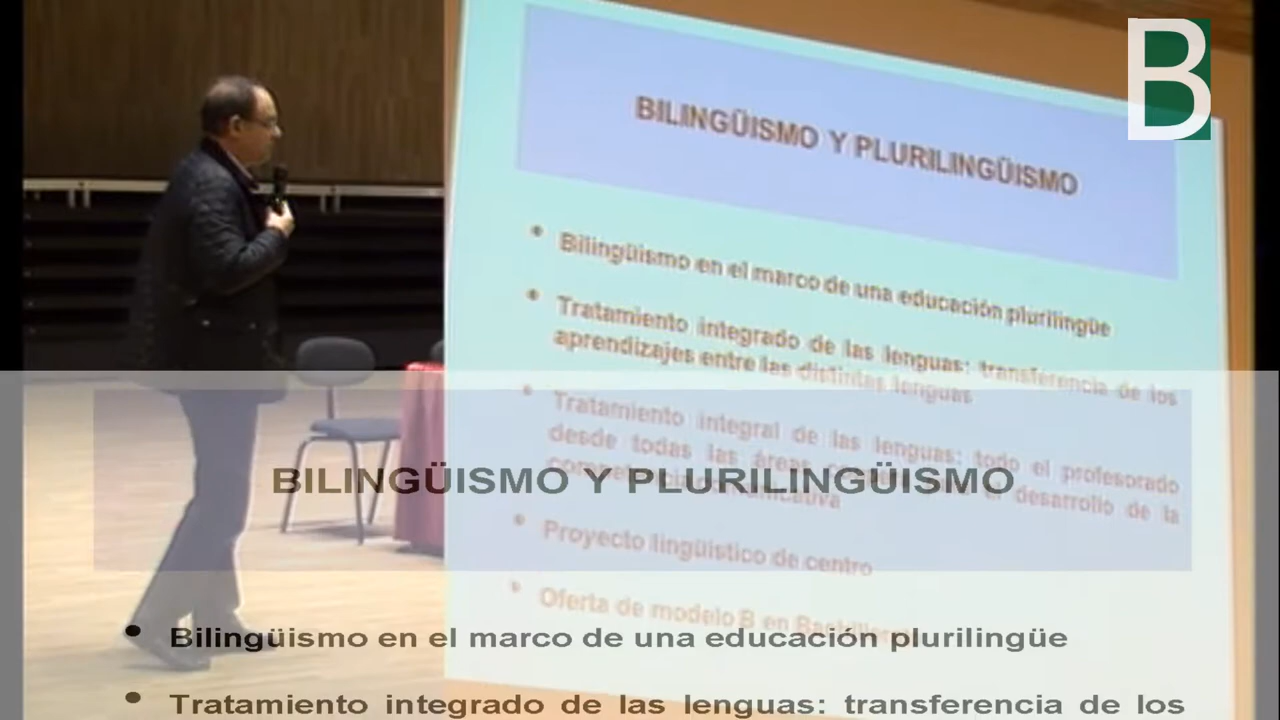 B
BILINGÜISMO Y PLURILINGÜISMO
• Bilingüismo en el marco de una educación plurilingüe
• Tratamiento integrado de las lenguas: transferencia de los
aprendizajes entre las distintas lenguas
• Tratamiento integral de las lenguas: todo el profesorado
desde todas las áreas desarrollo de la
comunicativa
• Proyecto lingüístico de centro
• Oferta de modelo B en
BILINGÜISMO Y PLURILINGÜISMO
• Bilingüismo en el marco de una educación plurilingüe
• Tratamiento integrado de las lenguas: transferencia de los